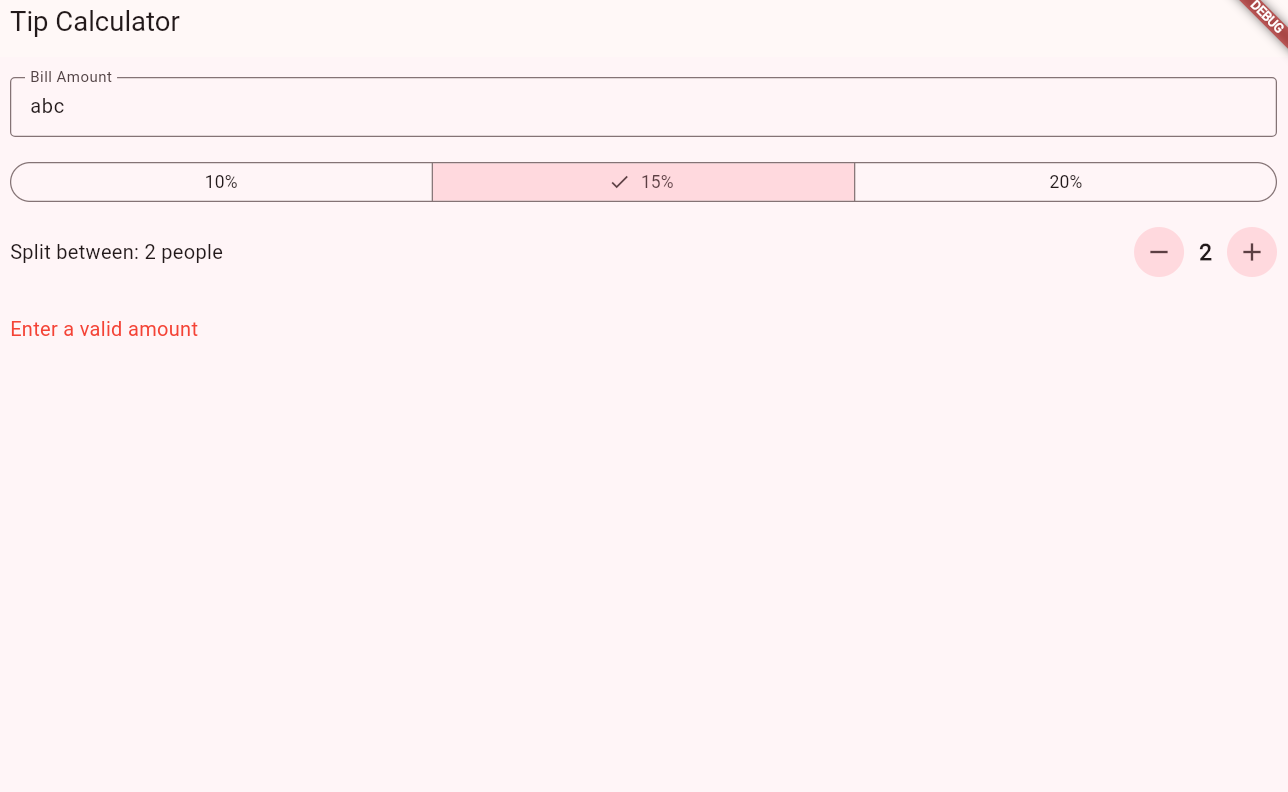 Tip Calculator
DEBUG
Bill Amount
abc
10%
15%
20%
Split between: 2 people
2
Enter a valid amount